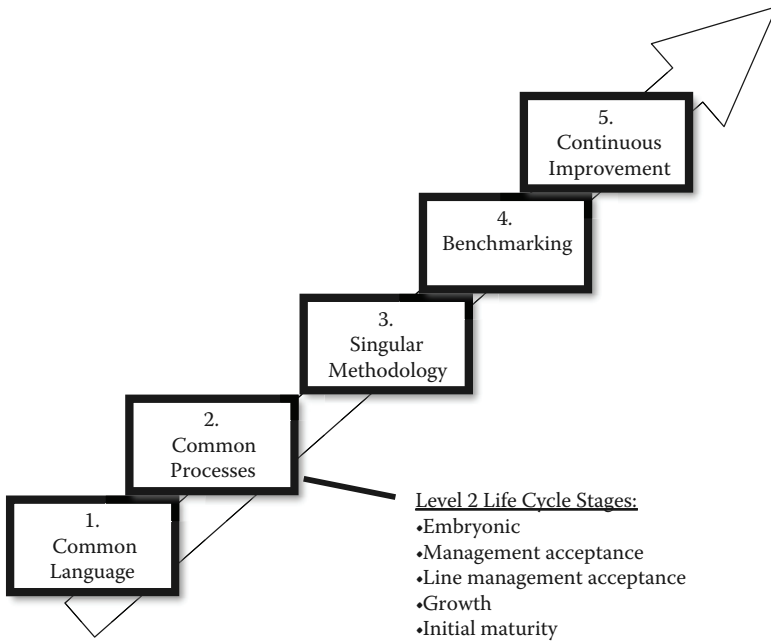 5.
Continuous
Improvement
4.
Benchmarking
3.
Singular
Methodology
2.
Common
Processes
1.
Common
Language
Level 2 Life Cycle Stages:
•Embryonic
•Management acceptance
•Line management acceptance
•Growth
•Initial maturity